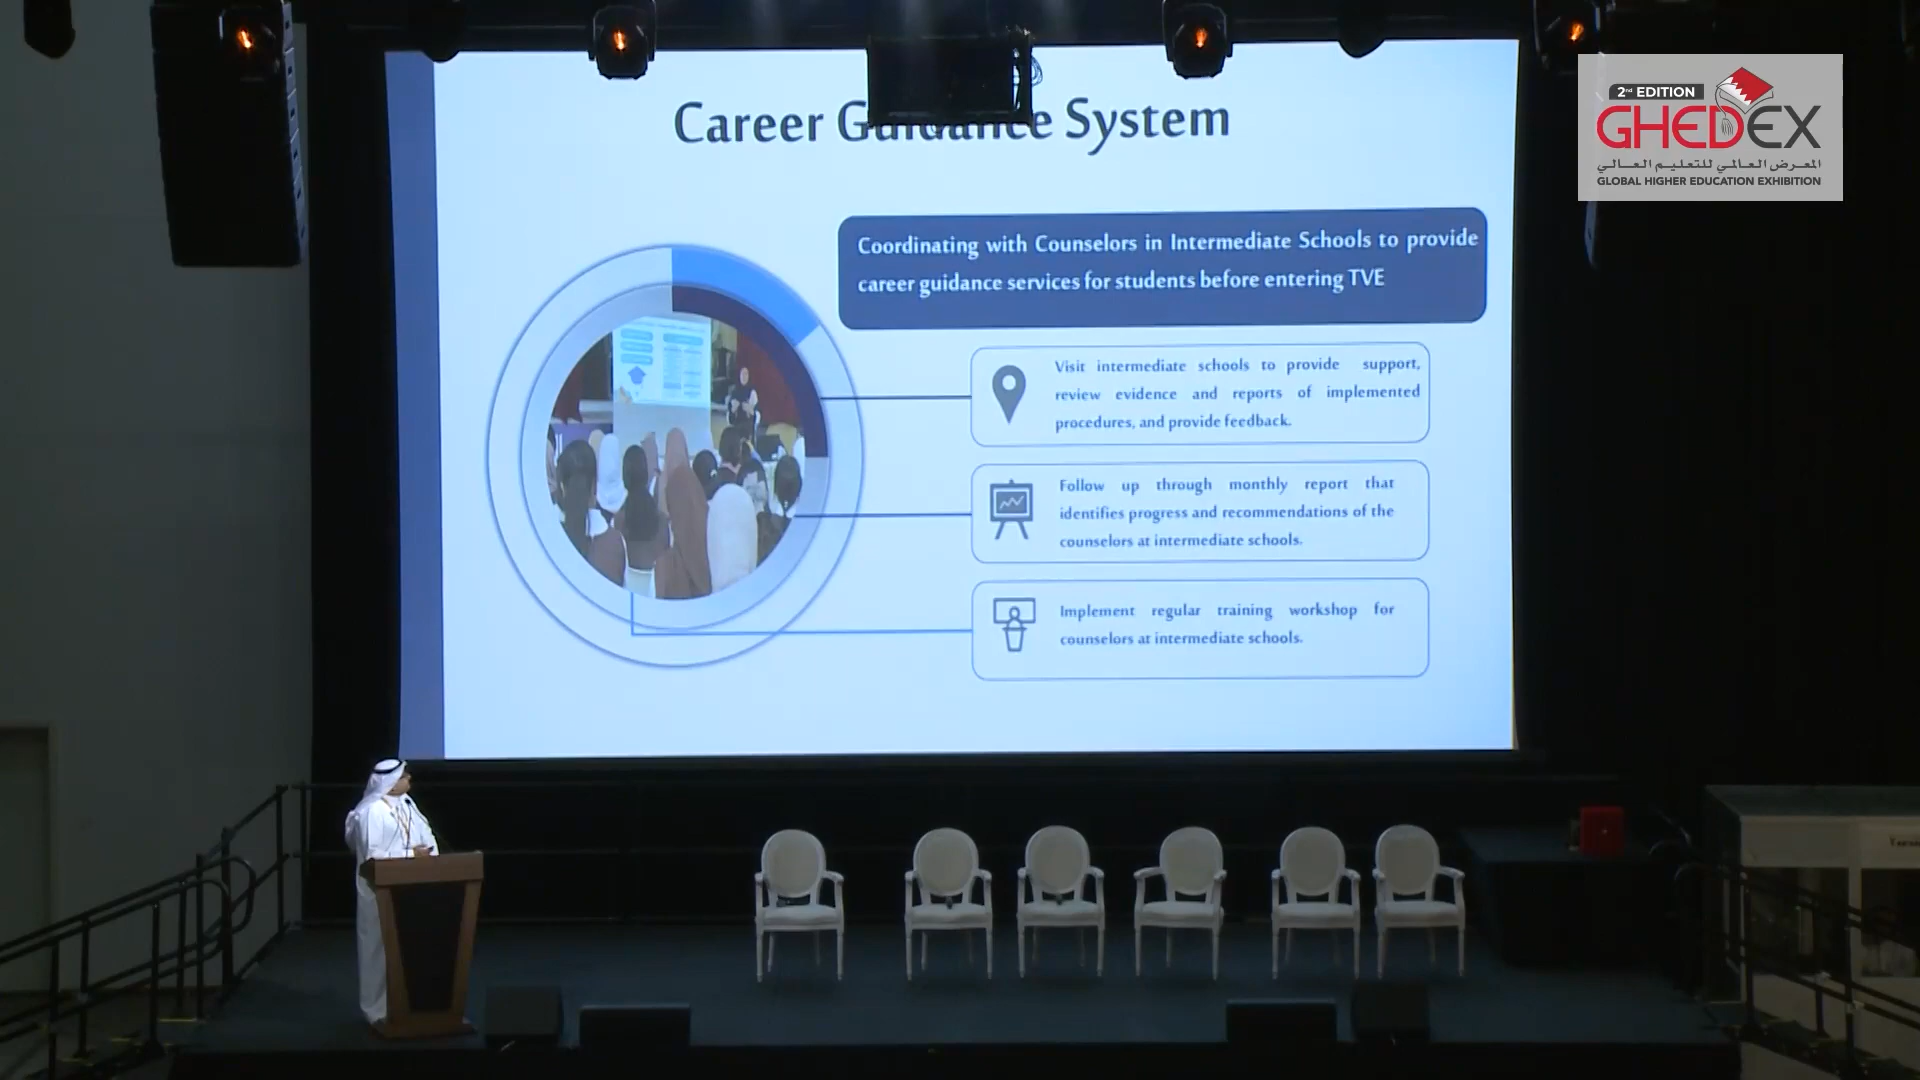 Career Guidance System
2nd EDITION
GHEDEX
المعرض العالمي للتعليم العالي
GLOBAL HIGHER EDUCATION EXHIBITION
Coordinating with Counselors in Intermediate Schools to provide
career guidance services for students before entering TVE
Visit intermediate schools to provide support,
review evidence and reports of implemented
procedures, and provide feedback.
Follow up through monthly report that
identifies progress and recommendations of the
counselors at intermediate schools.
Implement regular training workshop for
counselors at intermediate schools.